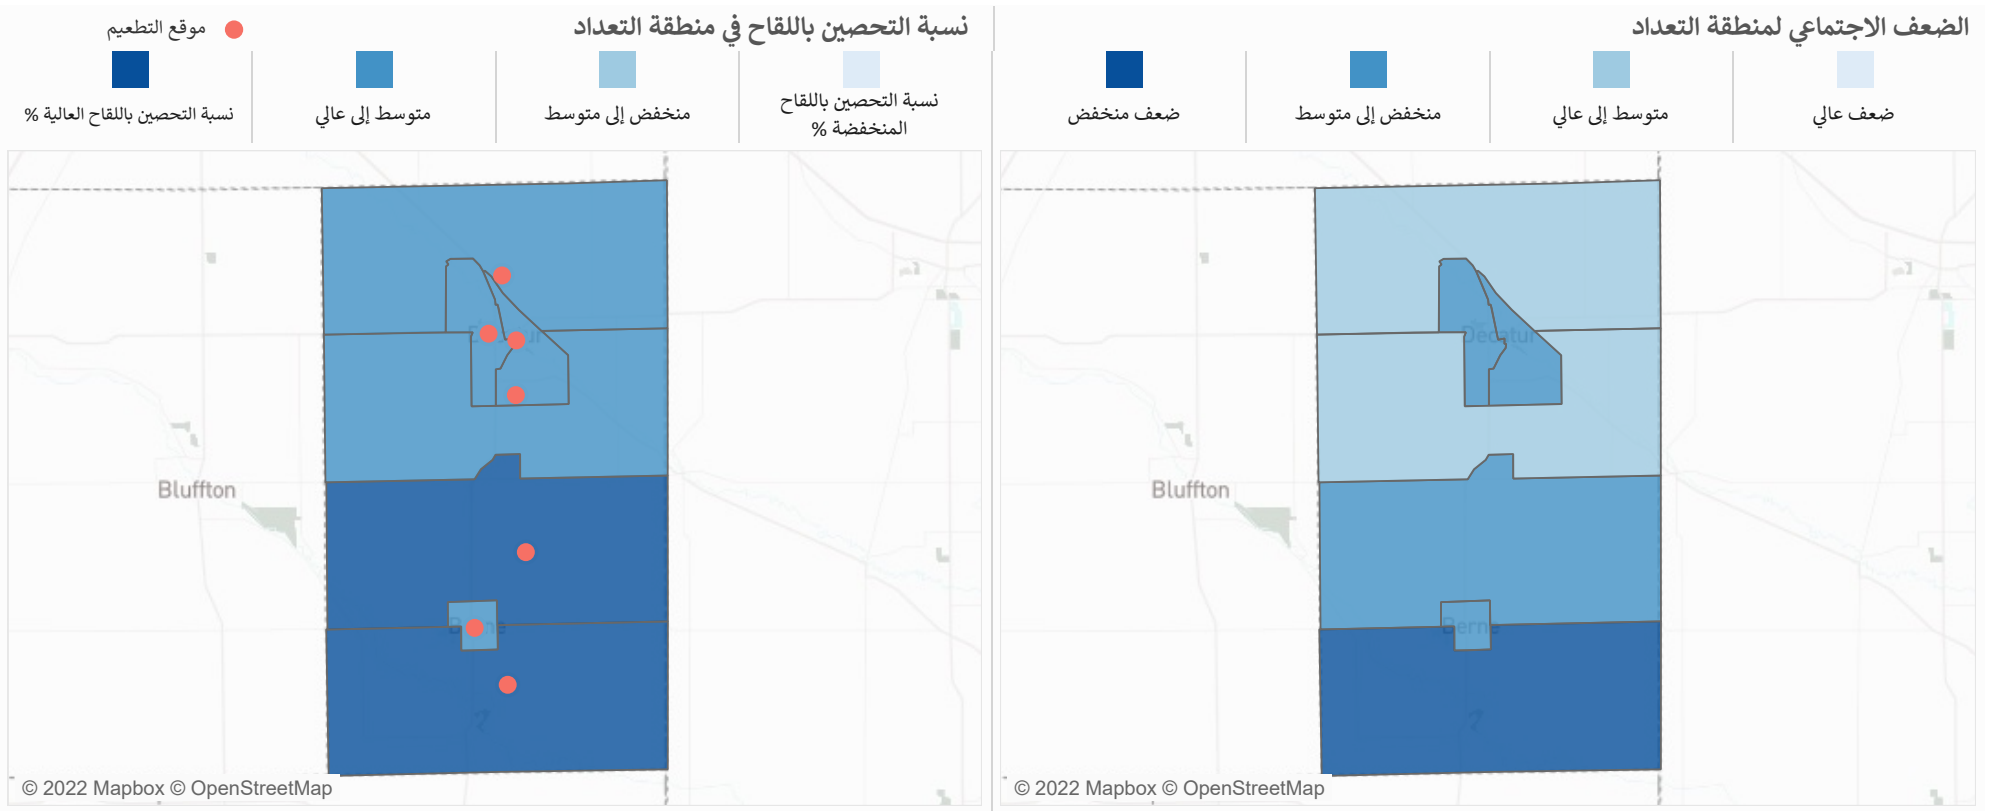 الضعف الاجتماعي لمنطقة التعداد
ضعف عالي
متوسط إلى عالي
منخفض إلى متوسط
ضعف منخفض
Decatur
Bluffton
Berne
© 2022 Mapbox © OpenStreetMap
نسبة التحصين باللقاح في منطقة التعداد
موقع التطعيم
نسبة التحصين باللقاح
المنخفضة %
منخفض إلى متوسط
متوسط إلى عالي
نسبة التحصين باللقاح العالية %
Bluffton
© 2022 Mapbox © OpenStreetMap